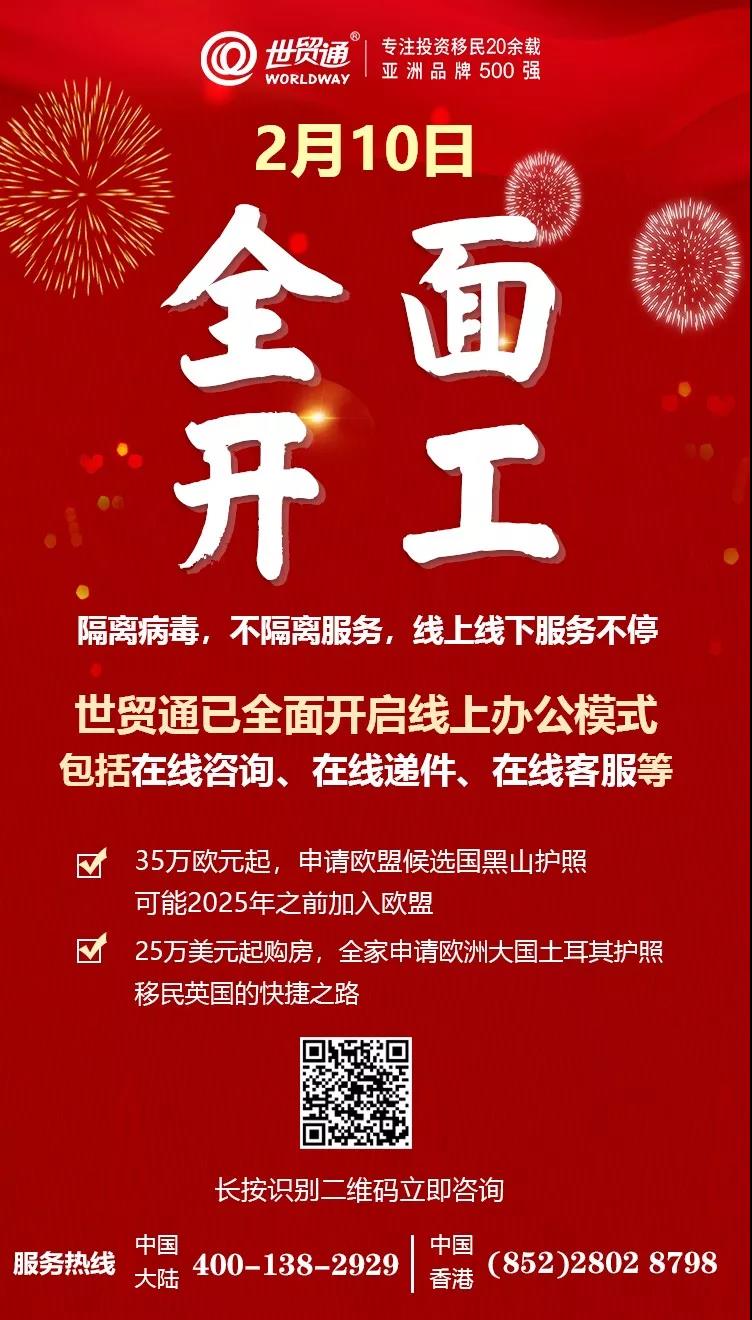 世贸通®
WORLDWAY
专注投资移民20余载
亚洲品牌500强
2月10日
全面
开工
隔离病毒，不隔离服务，线上线下服务不停
世贸通已全面开启线上办公模式
包括在线咨询、在线递件、在线客服等
35万欧元起，申请欧盟候选国黑山护照
可能2025年之前加入欧盟
25万美元起购房，全家申请欧洲大国土耳其护照
移民英国的快捷之路
长按识别二维码立即咨询
服务热线 中国大陆 400-138-2929 中国香港 (852)2802 8798